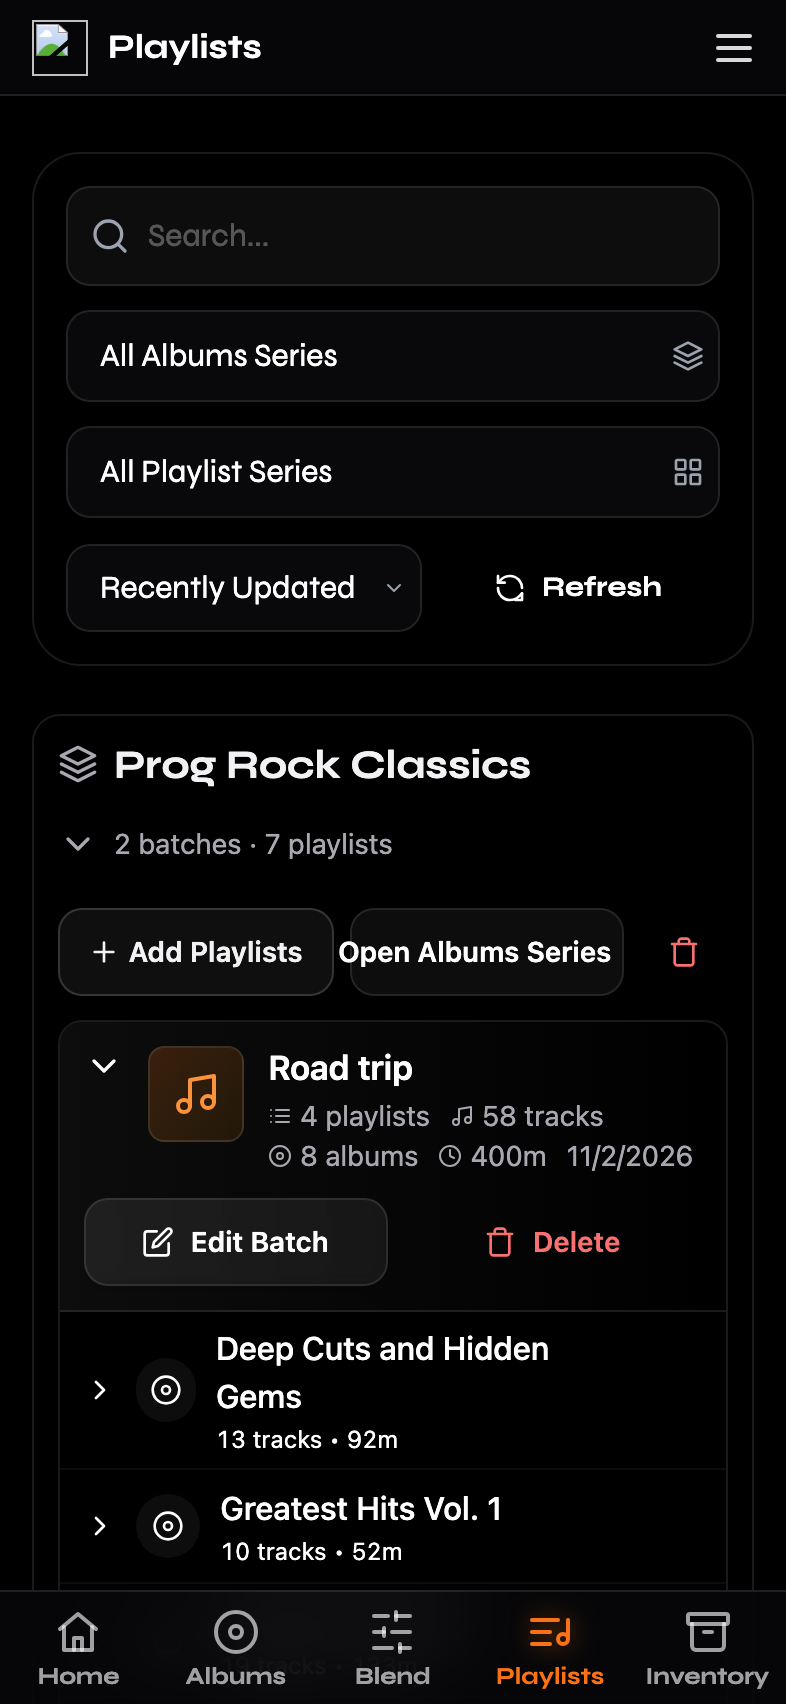 Playlists
Search...
All Albums Series
All Playlist Series
Recently Updated
Refresh
Prog Rock Classics
2 batches · 7 playlists
Add Playlists
Open Albums Series
Road trip
4 playlists 58 tracks
8 albums 400m 11/2/2026
Edit Batch
Delete
Deep Cuts and Hidden
Gems
13 tracks • 92m
Greatest Hits Vol. 1
10 tracks • 52m
Home
Albums
Blend
Playlists
Inventory